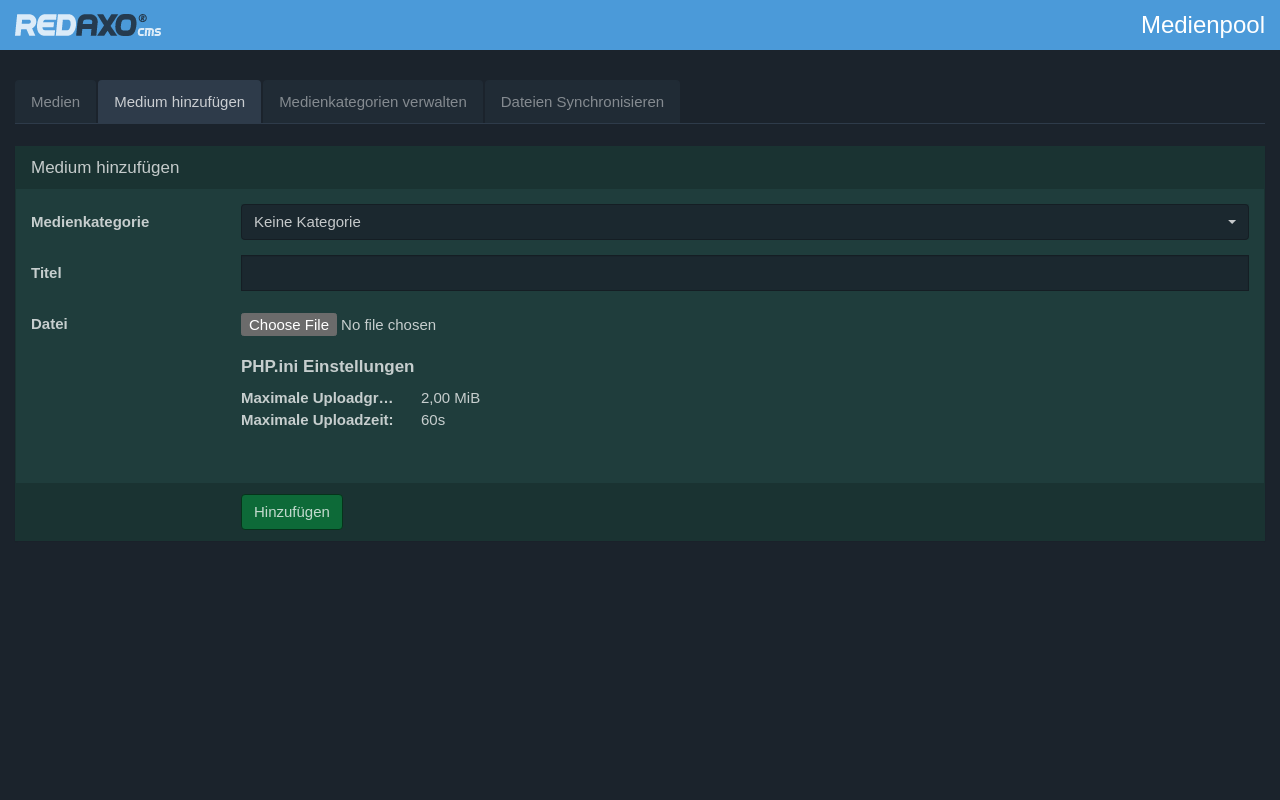 REDAXO® cms
Medienpool
Medien
Medium hinzufügen
Medienkategorien verwalten
Dateien Synchronisieren
Medium hinzufügen
Medienkategorie
Keine Kategorie
Titel
Datei
Choose File No file chosen
PHP.ini Einstellungen
Maximale Uploadgr… 2,00 MiB
Maximale Uploadzeit: 60s
Hinzufügen